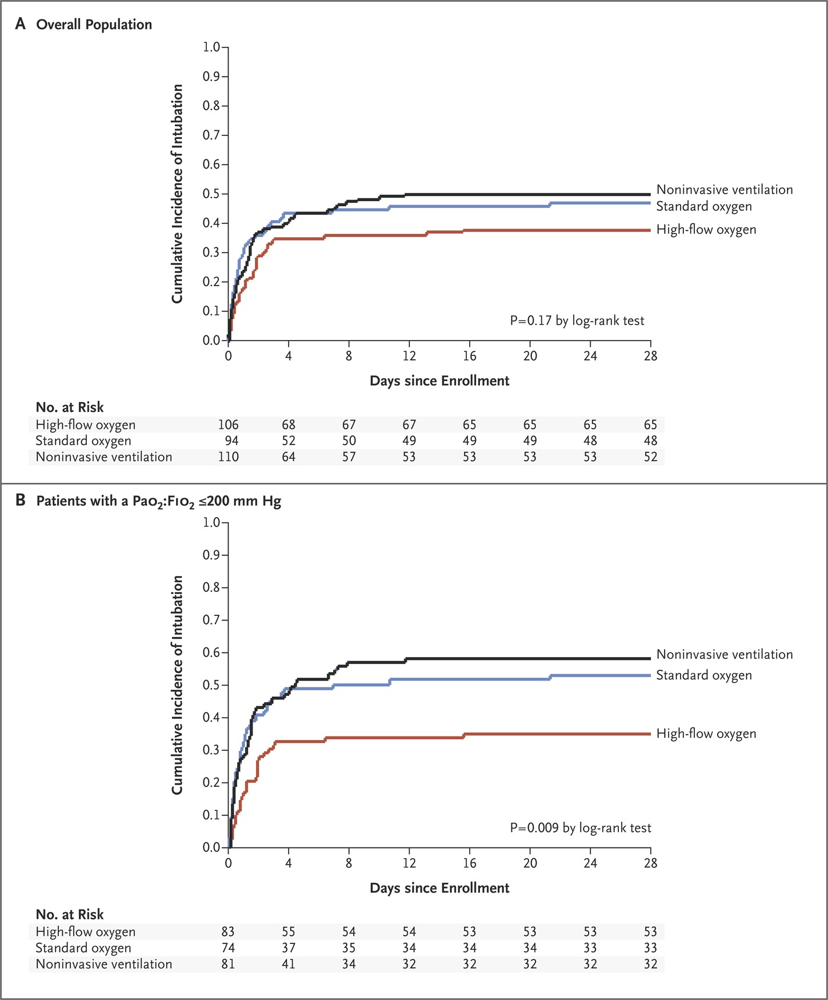 A Overall Population
1.0
0.9
0.8
0.7
0.6
0.5
0.4
0.3
0.2
0.1
0.0
Cumulative Incidence of Intubation
Noninvasive ventilation
Standard oxygen
High-flow oxygen
P=0.17 by log-rank test
0 4 8 12 16 20 24 28
Days since Enrollment
No. at Risk
High-flow oxygen 106 68 67 67 65 65 65 65
Standard oxygen 94 52 50 49 49 49 48 48
Noninvasive ventilation 110 64 57 53 53 53 53 52
B Patients with a PaO₂:FIO₂ ≤200 mm Hg
1.0
0.9
0.8
0.7
0.6
0.5
0.4
0.3
0.2
0.1
0.0
Cumulative Incidence of Intubation
Noninvasive ventilation
Standard oxygen
High-flow oxygen
P=0.009 by log-rank test
0 4 8 12 16 20 24 28
Days since Enrollment
No. at Risk
High-flow oxygen 83 55 54 54 53 53 53 53
Standard oxygen 74 37 35 34 34 34 33 33
Noninvasive ventilation 81 41 34 32 32 32 32 32